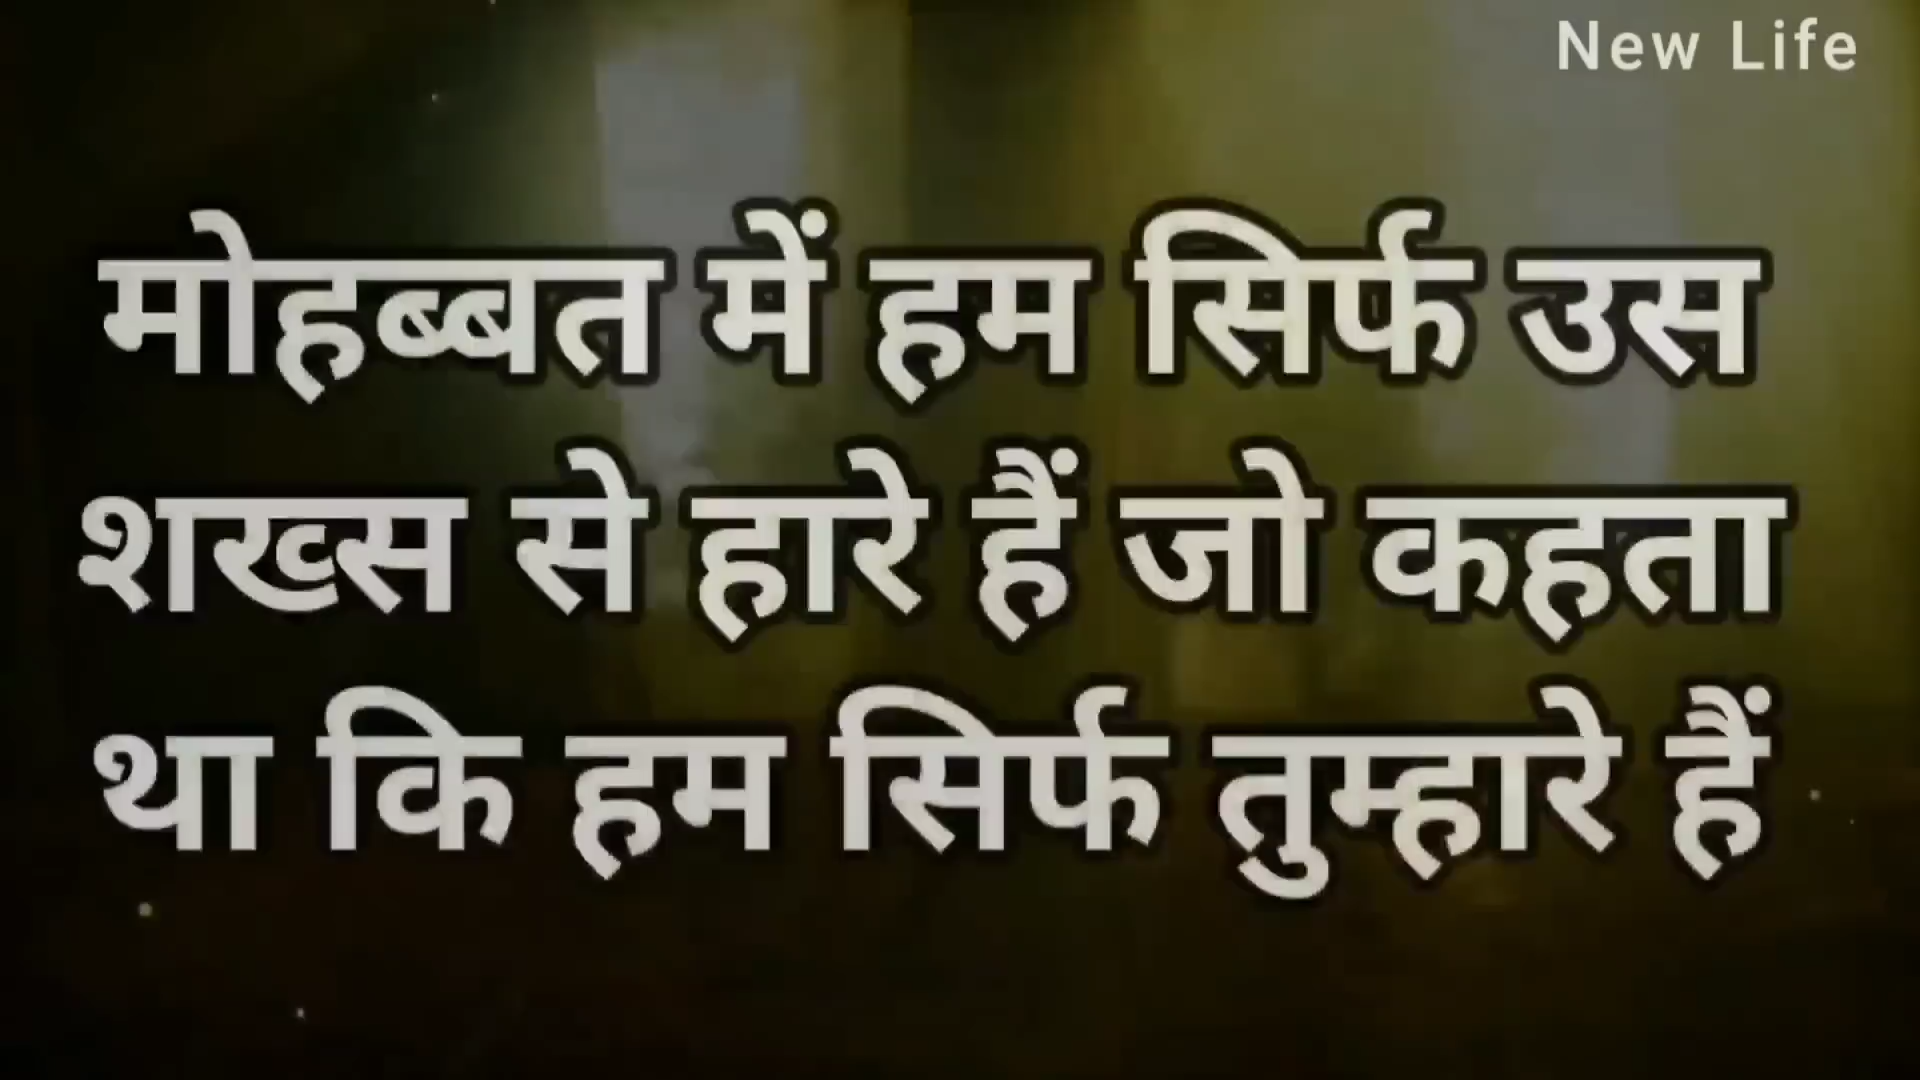 New Life
मोहब्बत में हम सिर्फ उस
शख्स से हारे हैं जो कहता
था कि हम सिर्फ तुम्हारे हैं